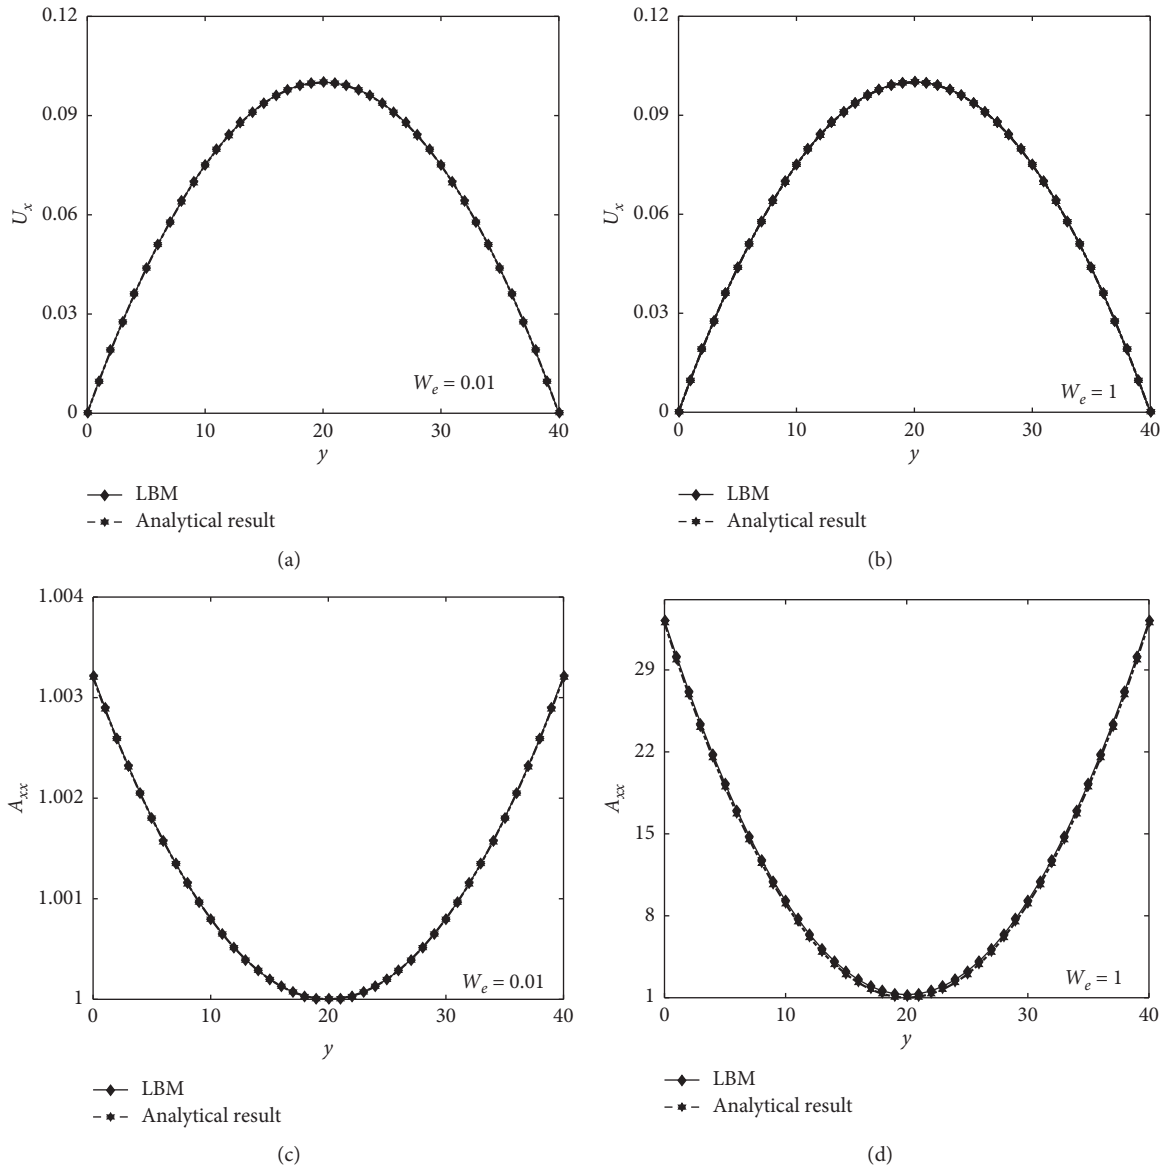 0.12
0.09
0.06
0.03
0
U_x
W_e = 0.01
0 10 20 30 40
y
LBM
Analytical result
(a)
0.12
0.09
0.06
0.03
0
U_x
W_e = 1
0 10 20 30 40
y
LBM
Analytical result
(b)
1.004
1.003
1.002
1.001
1
A_xx
W_e = 0.01
0 10 20 30 40
y
LBM
Analytical result
(c)
29
22
15
8
1
A_xx
W_e = 1
0 10 20 30 40
y
LBM
Analytical result
(d)